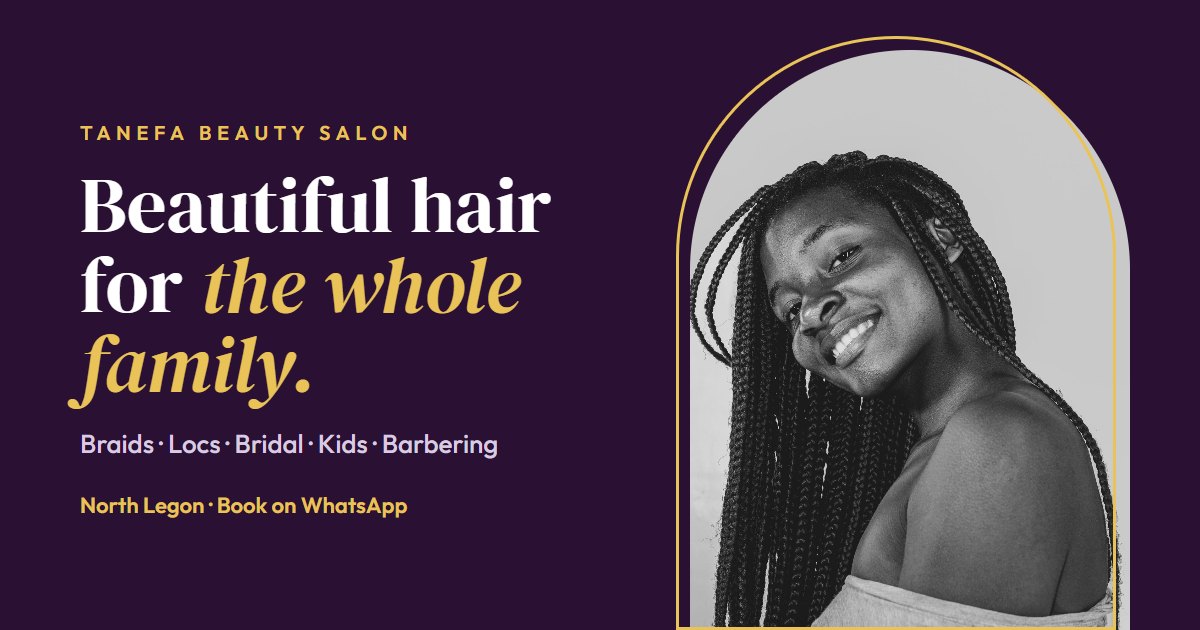 TANEFA BEAUTY SALON
Beautiful hair
for the whole
family.
Braids · Locs · Bridal · Kids · Barbering
North Legon · Book on WhatsApp